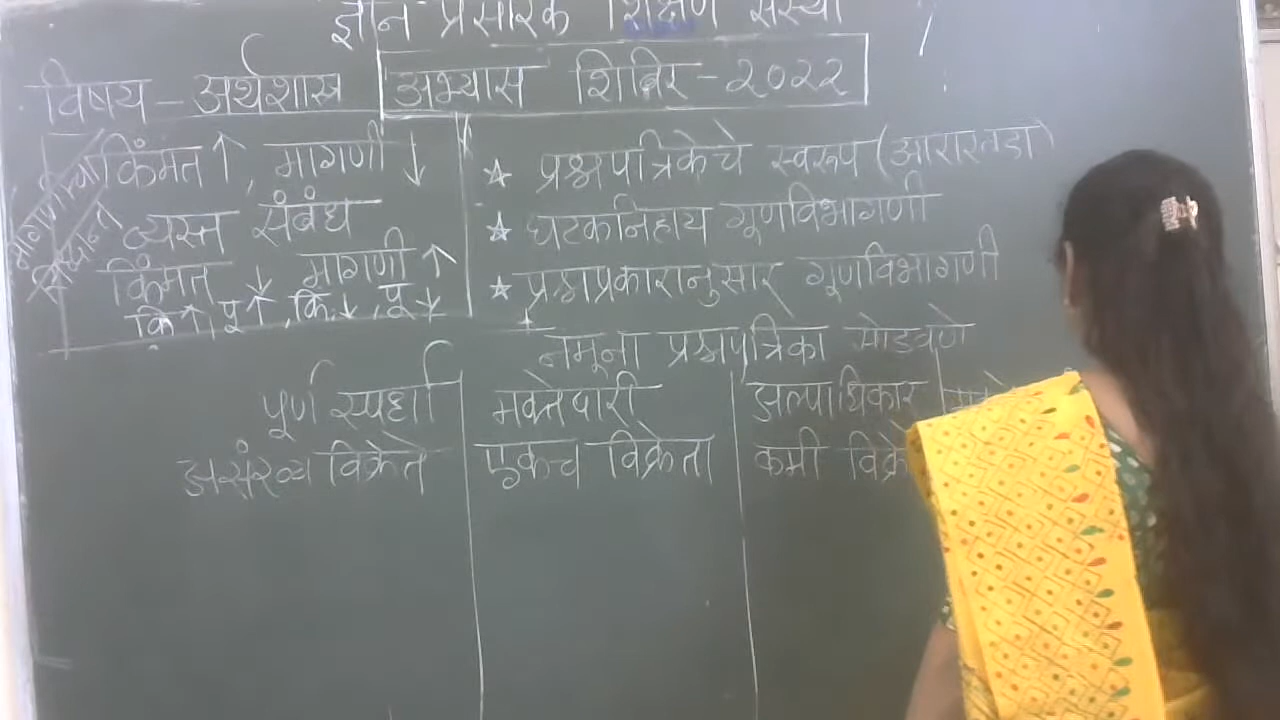 ज्ञान प्रसारक शिक्षण संस्था
विषय - अर्थशास्त्र
अभ्यास शिबिर - २०२२
मागणीचा सिध्दांत
किंमत ↑, मागणी ↓
व्यस्त संबंध
किंमत ↓ मागणी ↑
कि ↑ पू ↑, कि. ↓, पू ↓
☆ प्रश्नपत्रिकेचे स्वरूप (आराखडा)
☆ घटकनिहाय गूणविभागणी
☆ प्रश्नप्रकारानुसार गूणविभागणी
नमूना प्रश्नपत्रिका सोडवणे
पूर्ण स्पर्धा
मक्तेदारी
अल्पाधिकार
असंख्य विक्रेते
एकच विक्रेता
कमी विक्रे